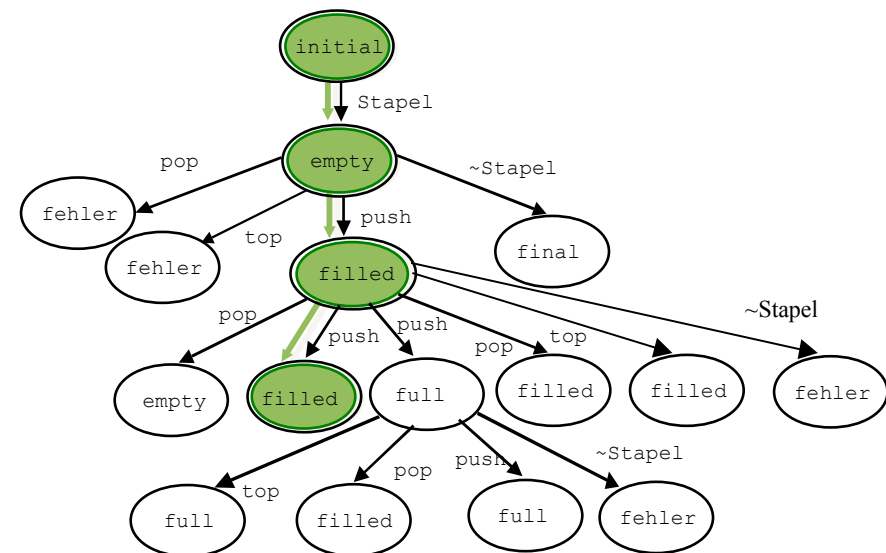 initial
Stapel
pop
empty
~Stapel
fehler
top
push
fehler
final
filled
~Stapel
pop
push
push
pop
top
empty
filled
full
filled
filled
fehler
top
pop
push
~Stapel
full
filled
full
fehler